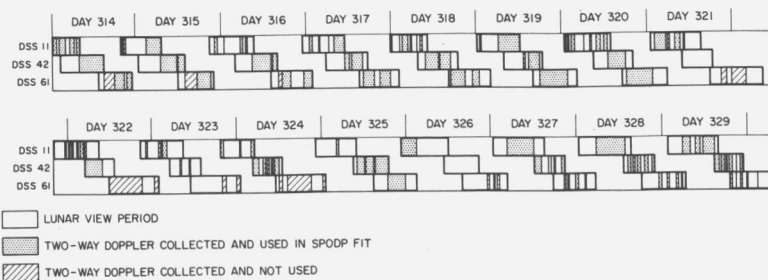 DAY 314 DAY 315 DAY 316 DAY 317 DAY 318 DAY 319 DAY 320 DAY 321
DSS 11
DSS 42
DSS 61
DAY 322 DAY 323 DAY 324 DAY 325 DAY 326 DAY 327 DAY 328 DAY 329
DSS 11
DSS 42
DSS 61
LUNAR VIEW PERIOD
TWO-WAY DOPPLER COLLECTED AND USED IN SPODP FIT
TWO-WAY DOPPLER COLLECTED AND NOT USED